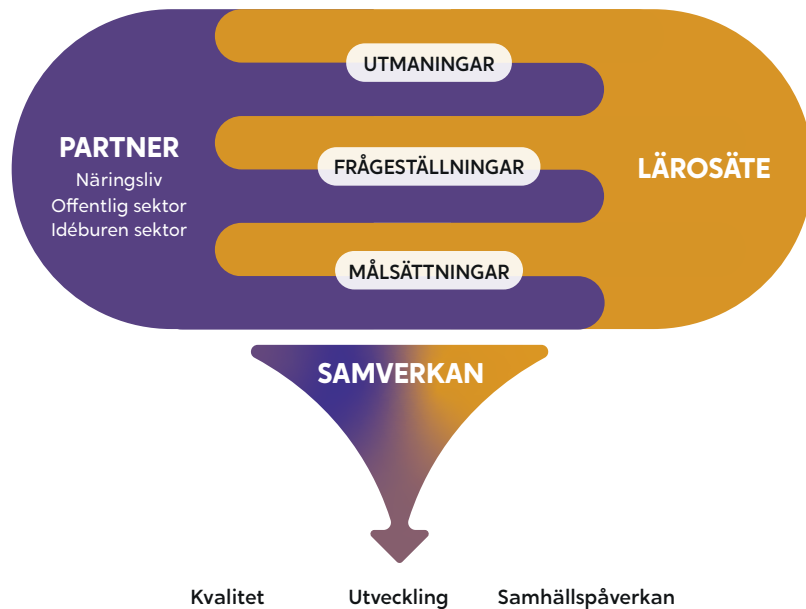 UTMANINGAR
PARTNER
Näringsliv
Offentlig sektor
Idéburen sektor
FRÅGESTÄLLNINGAR
LÄROSÄTE
MÅLSÄTTNINGAR
SAMVERKAN
Kvalitet
Utveckling
Samhällspåverkan